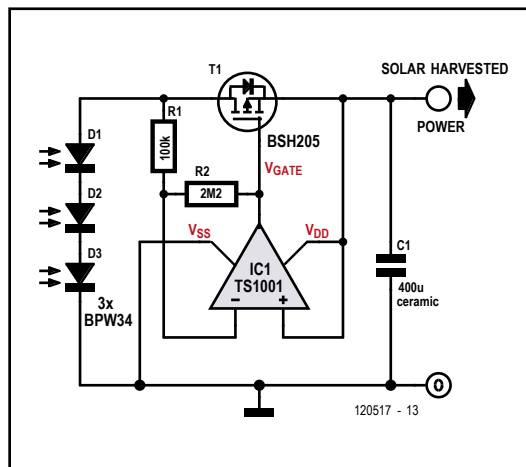 T1
SOLAR HARVESTED
POWER
R1
100k
BSH205
D1
R2
2M2
VGATE
D2
VSS
VDD
C1
IC1
TS1001
400u
ceramic
D3
3x
BPW34
− +
0
120517 - 13